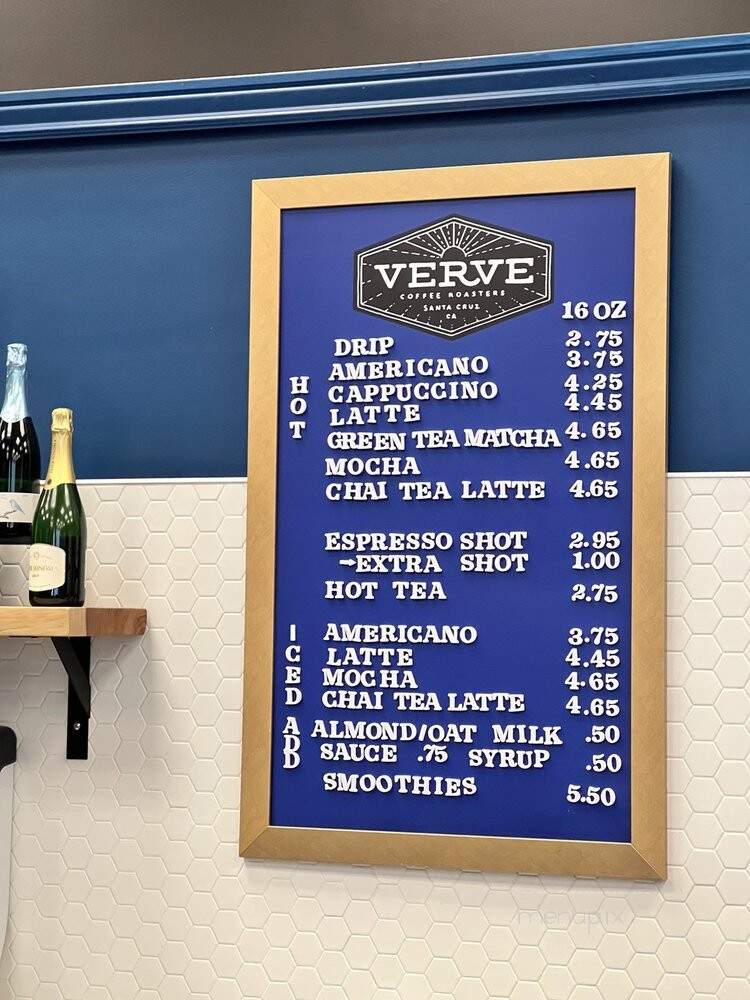 VERVE
COFFEE ROASTERS
SANTA CRUZ
CA
16 OZ
HOT
DRIP 2.75
AMERICANO 3.75
CAPPUCCINO 4.25
LATTE 4.45
GREEN TEA MATCHA 4.65
MOCHA 4.65
CHAI TEA LATTE 4.65
ESPRESSO SHOT 2.95
-EXTRA SHOT 1.00
HOT TEA 2.75
ICED
AMERICANO 3.75
LATTE 4.45
MOCHA 4.65
CHAI TEA LATTE 4.65
ADD
ALMOND/OAT MILK .50
SAUCE .75 SYRUP .50
SMOOTHIES 5.50
menupix